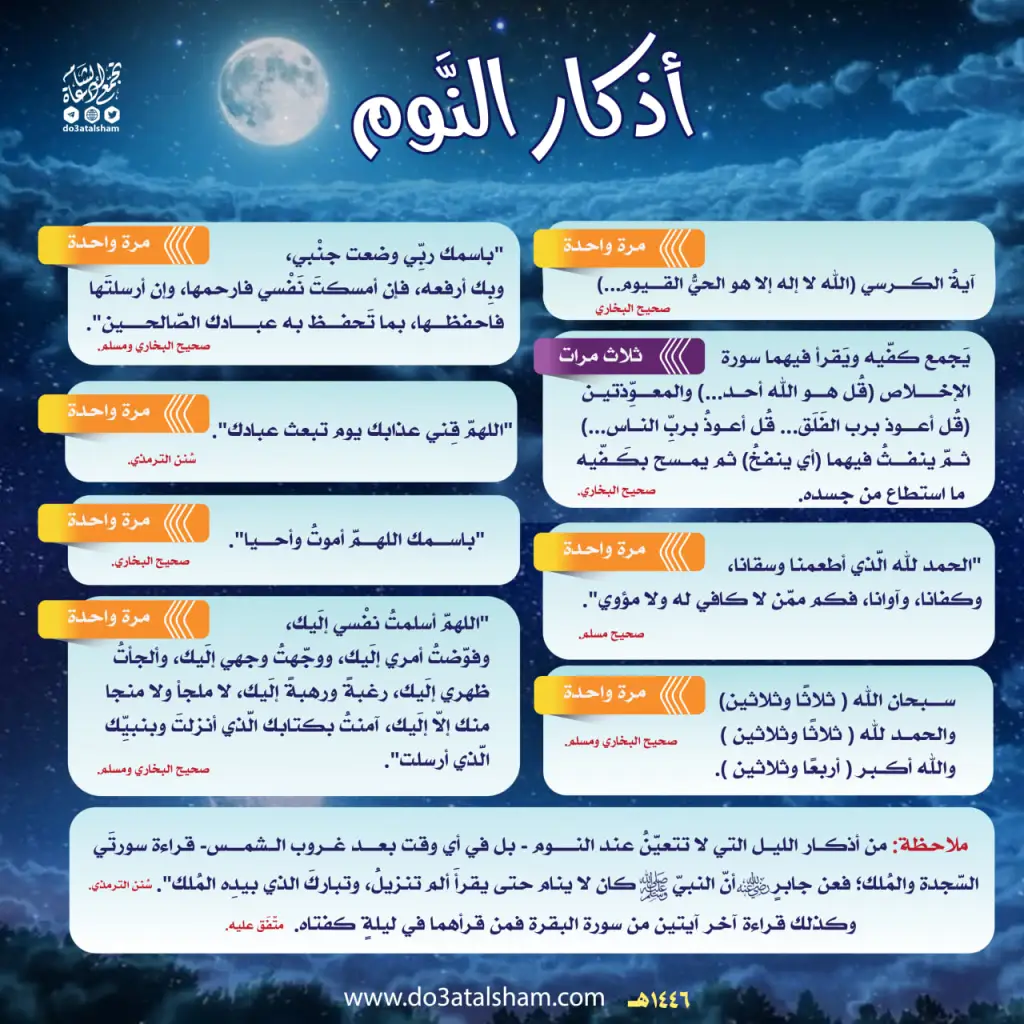 أذكار النَّوم
تجمع دعاة الشام
do3atalsham
مرة واحدة
آيةُ الكرسي (الله لا إله إلا هو الحيُّ القيوم...)
صحيح البخاري
ثلاث مرات
يَجمع كفّيه ويَقرأ فيهما سورة
الإخلاص (قُل هو الله أحد...) والمعوِّذتين
(قُل أعوذ برب الفَلَق... قُل أعوذُ بربِّ الناس...)
ثمّ ينفثُ فيهما (أي ينفخُ) ثم يمسح بكَفّيه
ما استطاع من جسده.
صحيح البخاري.
مرة واحدة
"الحمد لله الّذي أطعمنا وسقانا،
وكفانا، وآوانا، فكم ممّن لا كافي له ولا مؤوي".
صحيح مسلم.
مرة واحدة
سبحان الله ( ثلاثًا وثلاثين)
والحمد لله ( ثلاثًا وثلاثين )
والله أكبر ( أربعًا وثلاثين ).
صحيح البخاري ومسلم.
مرة واحدة
"باسمك ربِّي وضعت جنْبي،
وبِك أرفعه، فإن أمسكتَ نَفْسي فارحمها، وإن أرسلتَها
فاحفظها، بما تَحفظ به عبادك الصّالحين".
صحيح البخاري ومسلم.
مرة واحدة
"اللهمّ قِني عذابك يوم تبعث عبادك".
سُنن الترمذي.
مرة واحدة
"باسمك اللهمّ أموتُ وأحيا".
صحيح البخاري.
مرة واحدة
"اللهمّ أسلمتُ نفْسي إلَيك،
وفوّضتُ أمري إلَيك، ووجّهتُ وجهي إلَيك، وألجأتُ
ظهري إلَيك، رغبةً ورهبةً إلَيك، لا ملجأ ولا منجا
منك إلّا إلَيك، آمنتُ بكتابك الّذي أنزلتَ وبنبيِّك
الّذي أرسلت".
صحيح البخاري ومسلم.
ملاحظة: من أذكار الليل التي لا تتعيّنُ عند النوم - بل في أي وقت بعد غروب الشمس- قراءة سورتَي
السّجدة والمُلك؛ فعن جابرٍ رضي الله عنه أنّ النبيّ ﷺ كان لا ينام حتى يقرأَ ألم تنزيلُ، وتباركَ الذي بيدِه المُلك". سُنن الترمذي.
وكذلك قراءة آخر آيتين من سورة البقرة فمن قرأهما في ليلةٍ كفتاه. متَّفَق عليه.
www.do3atalsham.com ١٤٤٦هـ